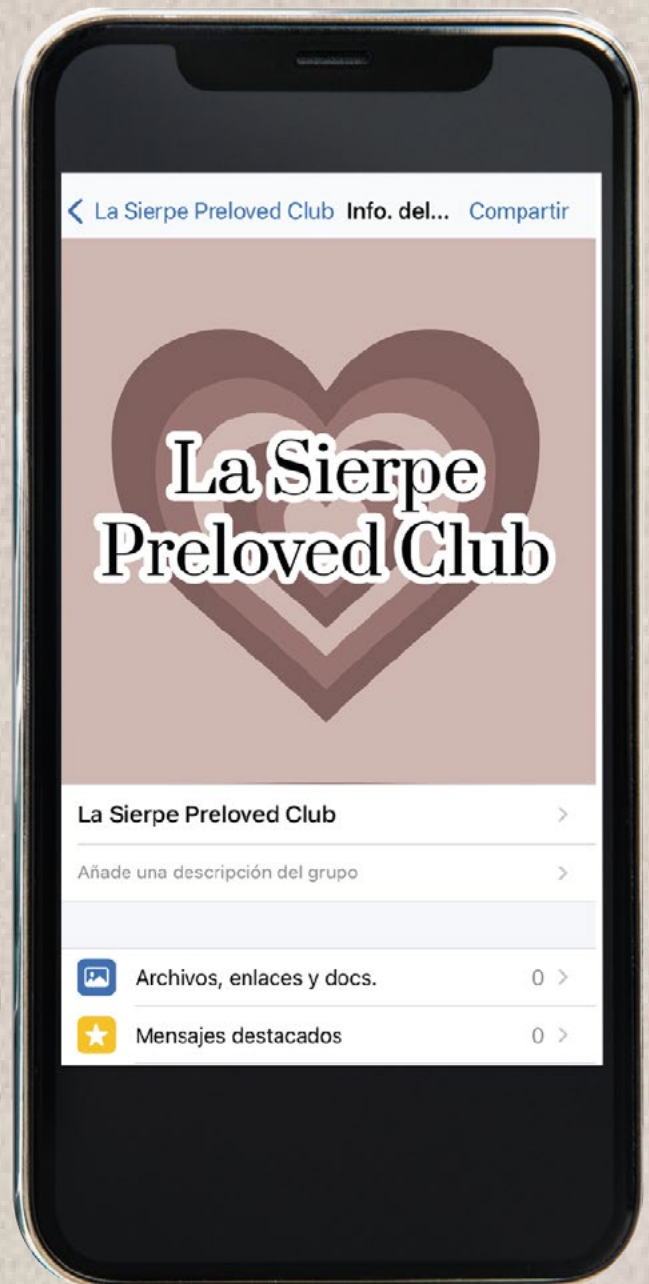 La Sierpe Preloved Club Info. del... Compartir
La Sierpe
Preloved Club
La Sierpe Preloved Club
Añade una descripción del grupo
Archivos, enlaces y docs. 0
Mensajes destacados 0